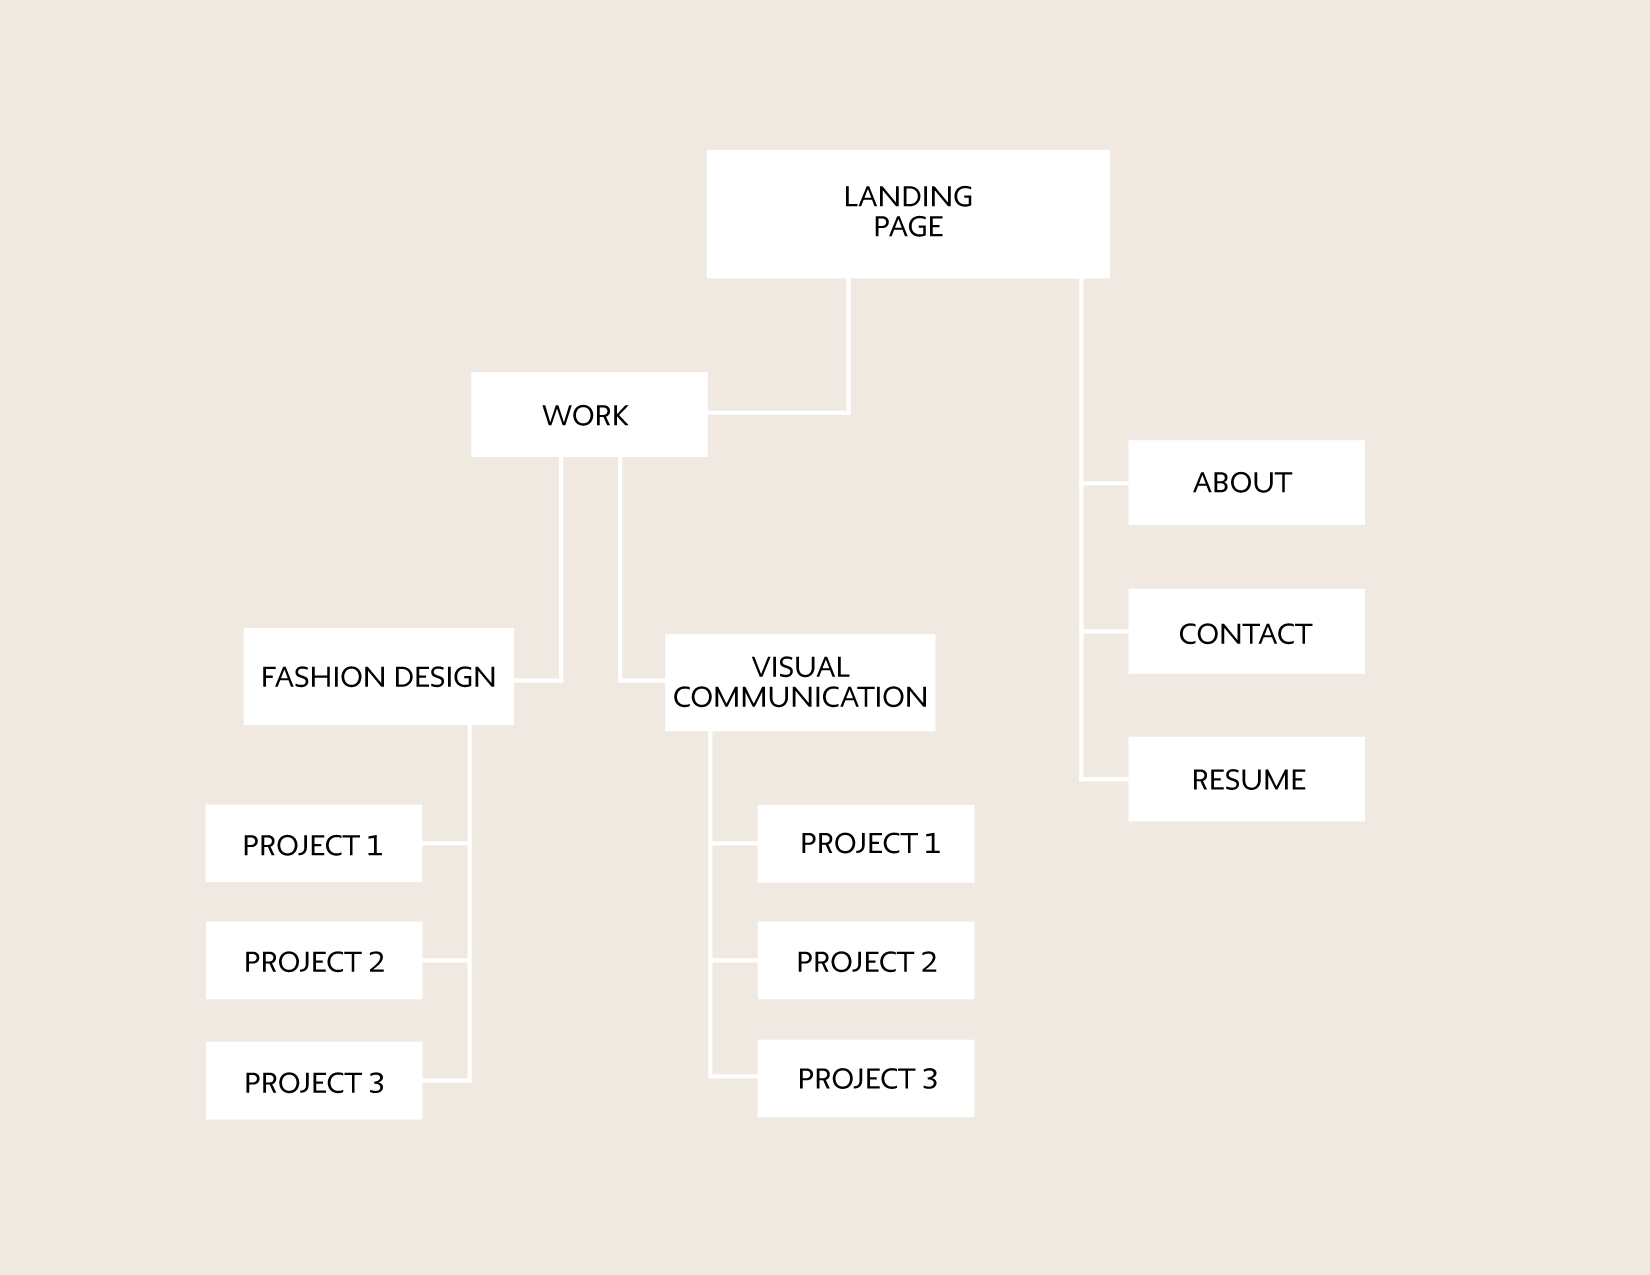 LANDING
PAGE
WORK
ABOUT
CONTACT
RESUME
FASHION DESIGN
VISUAL
COMMUNICATION
PROJECT 1
PROJECT 2
PROJECT 3
PROJECT 1
PROJECT 2
PROJECT 3